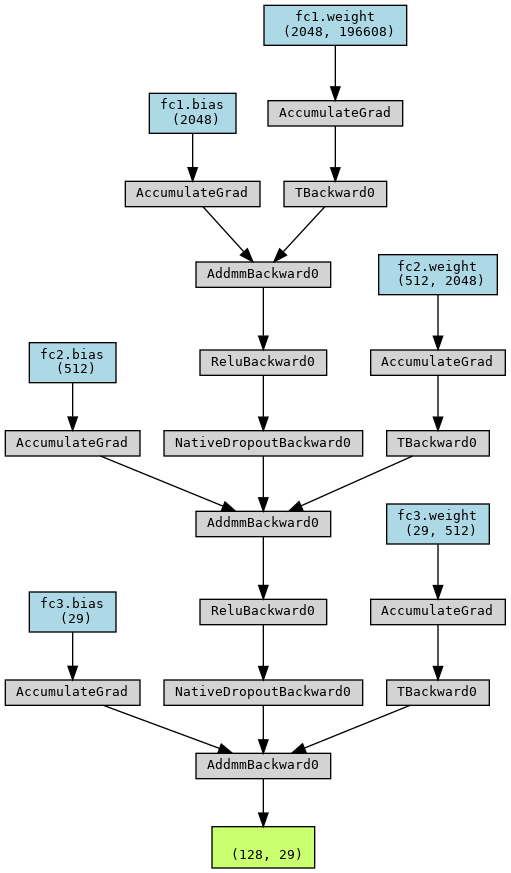 fc1.weight
(2048, 196608)
AccumulateGrad
fc1.bias
(2048)
AccumulateGrad
TBackward0
AddmmBackward0
fc2.weight
(512, 2048)
ReluBackward0
AccumulateGrad
fc2.bias
(512)
AccumulateGrad
NativeDropoutBackward0
TBackward0
AddmmBackward0
fc3.weight
(29, 512)
ReluBackward0
AccumulateGrad
fc3.bias
(29)
AccumulateGrad
NativeDropoutBackward0
TBackward0
AddmmBackward0
(128, 29)